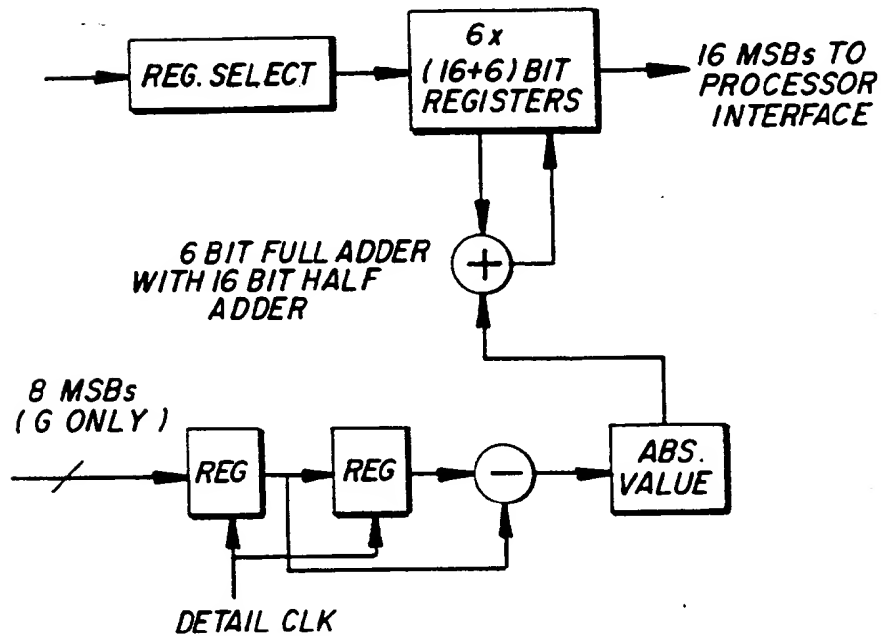 REG. SELECT
6x
(16+6) BIT
REGISTERS
16 MSBs TO
PROCESSOR
INTERFACE
6 BIT FULL ADDER
WITH 16 BIT HALF
ADDER
+
8 MSBs
(G ONLY)
REG
REG
−
ABS.
VALUE
DETAIL CLK